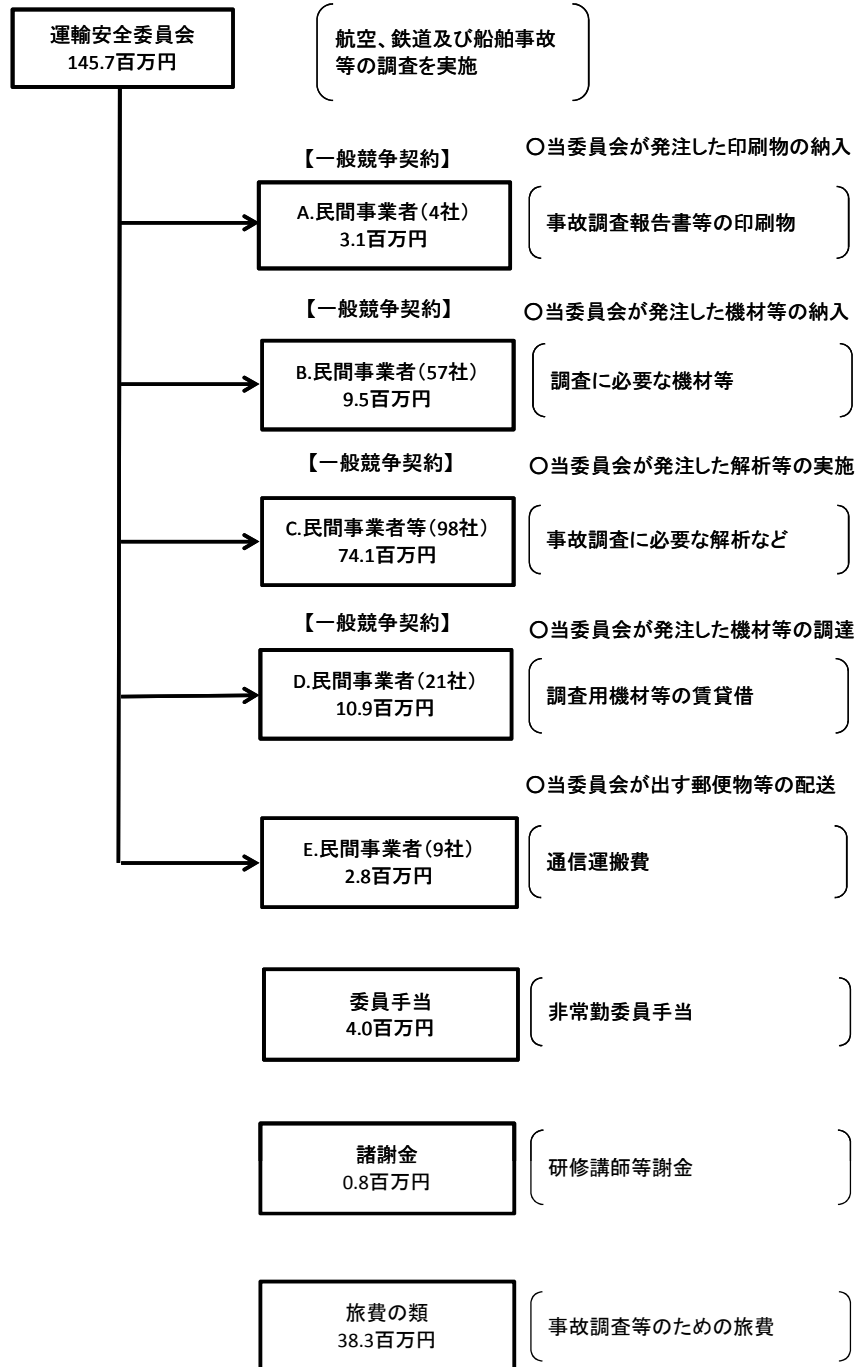 運輸安全委員会
145.7百万円
航空、鉄道及び船舶事故
等の調査を実施
【一般競争契約】
〇当委員会が発注した印刷物の納入
A.民間事業者(4社)
3.1百万円
事故調査報告書等の印刷物
【一般競争契約】
〇当委員会が発注した機材等の納入
B.民間事業者(57社)
9.5百万円
調査に必要な機材等
【一般競争契約】
〇当委員会が発注した解析等の実施
C.民間事業者等(98社)
74.1百万円
事故調査に必要な解析など
【一般競争契約】
〇当委員会が発注した機材等の調達
D.民間事業者(21社)
10.9百万円
調査用機材等の賃貸借
〇当委員会が出す郵便物等の配送
E.民間事業者(9社)
2.8百万円
通信運搬費
委員手当
4.0百万円
非常勤委員手当
諸謝金
0.8百万円
研修講師等謝金
旅費の類
38.3百万円
事故調査等のための旅費